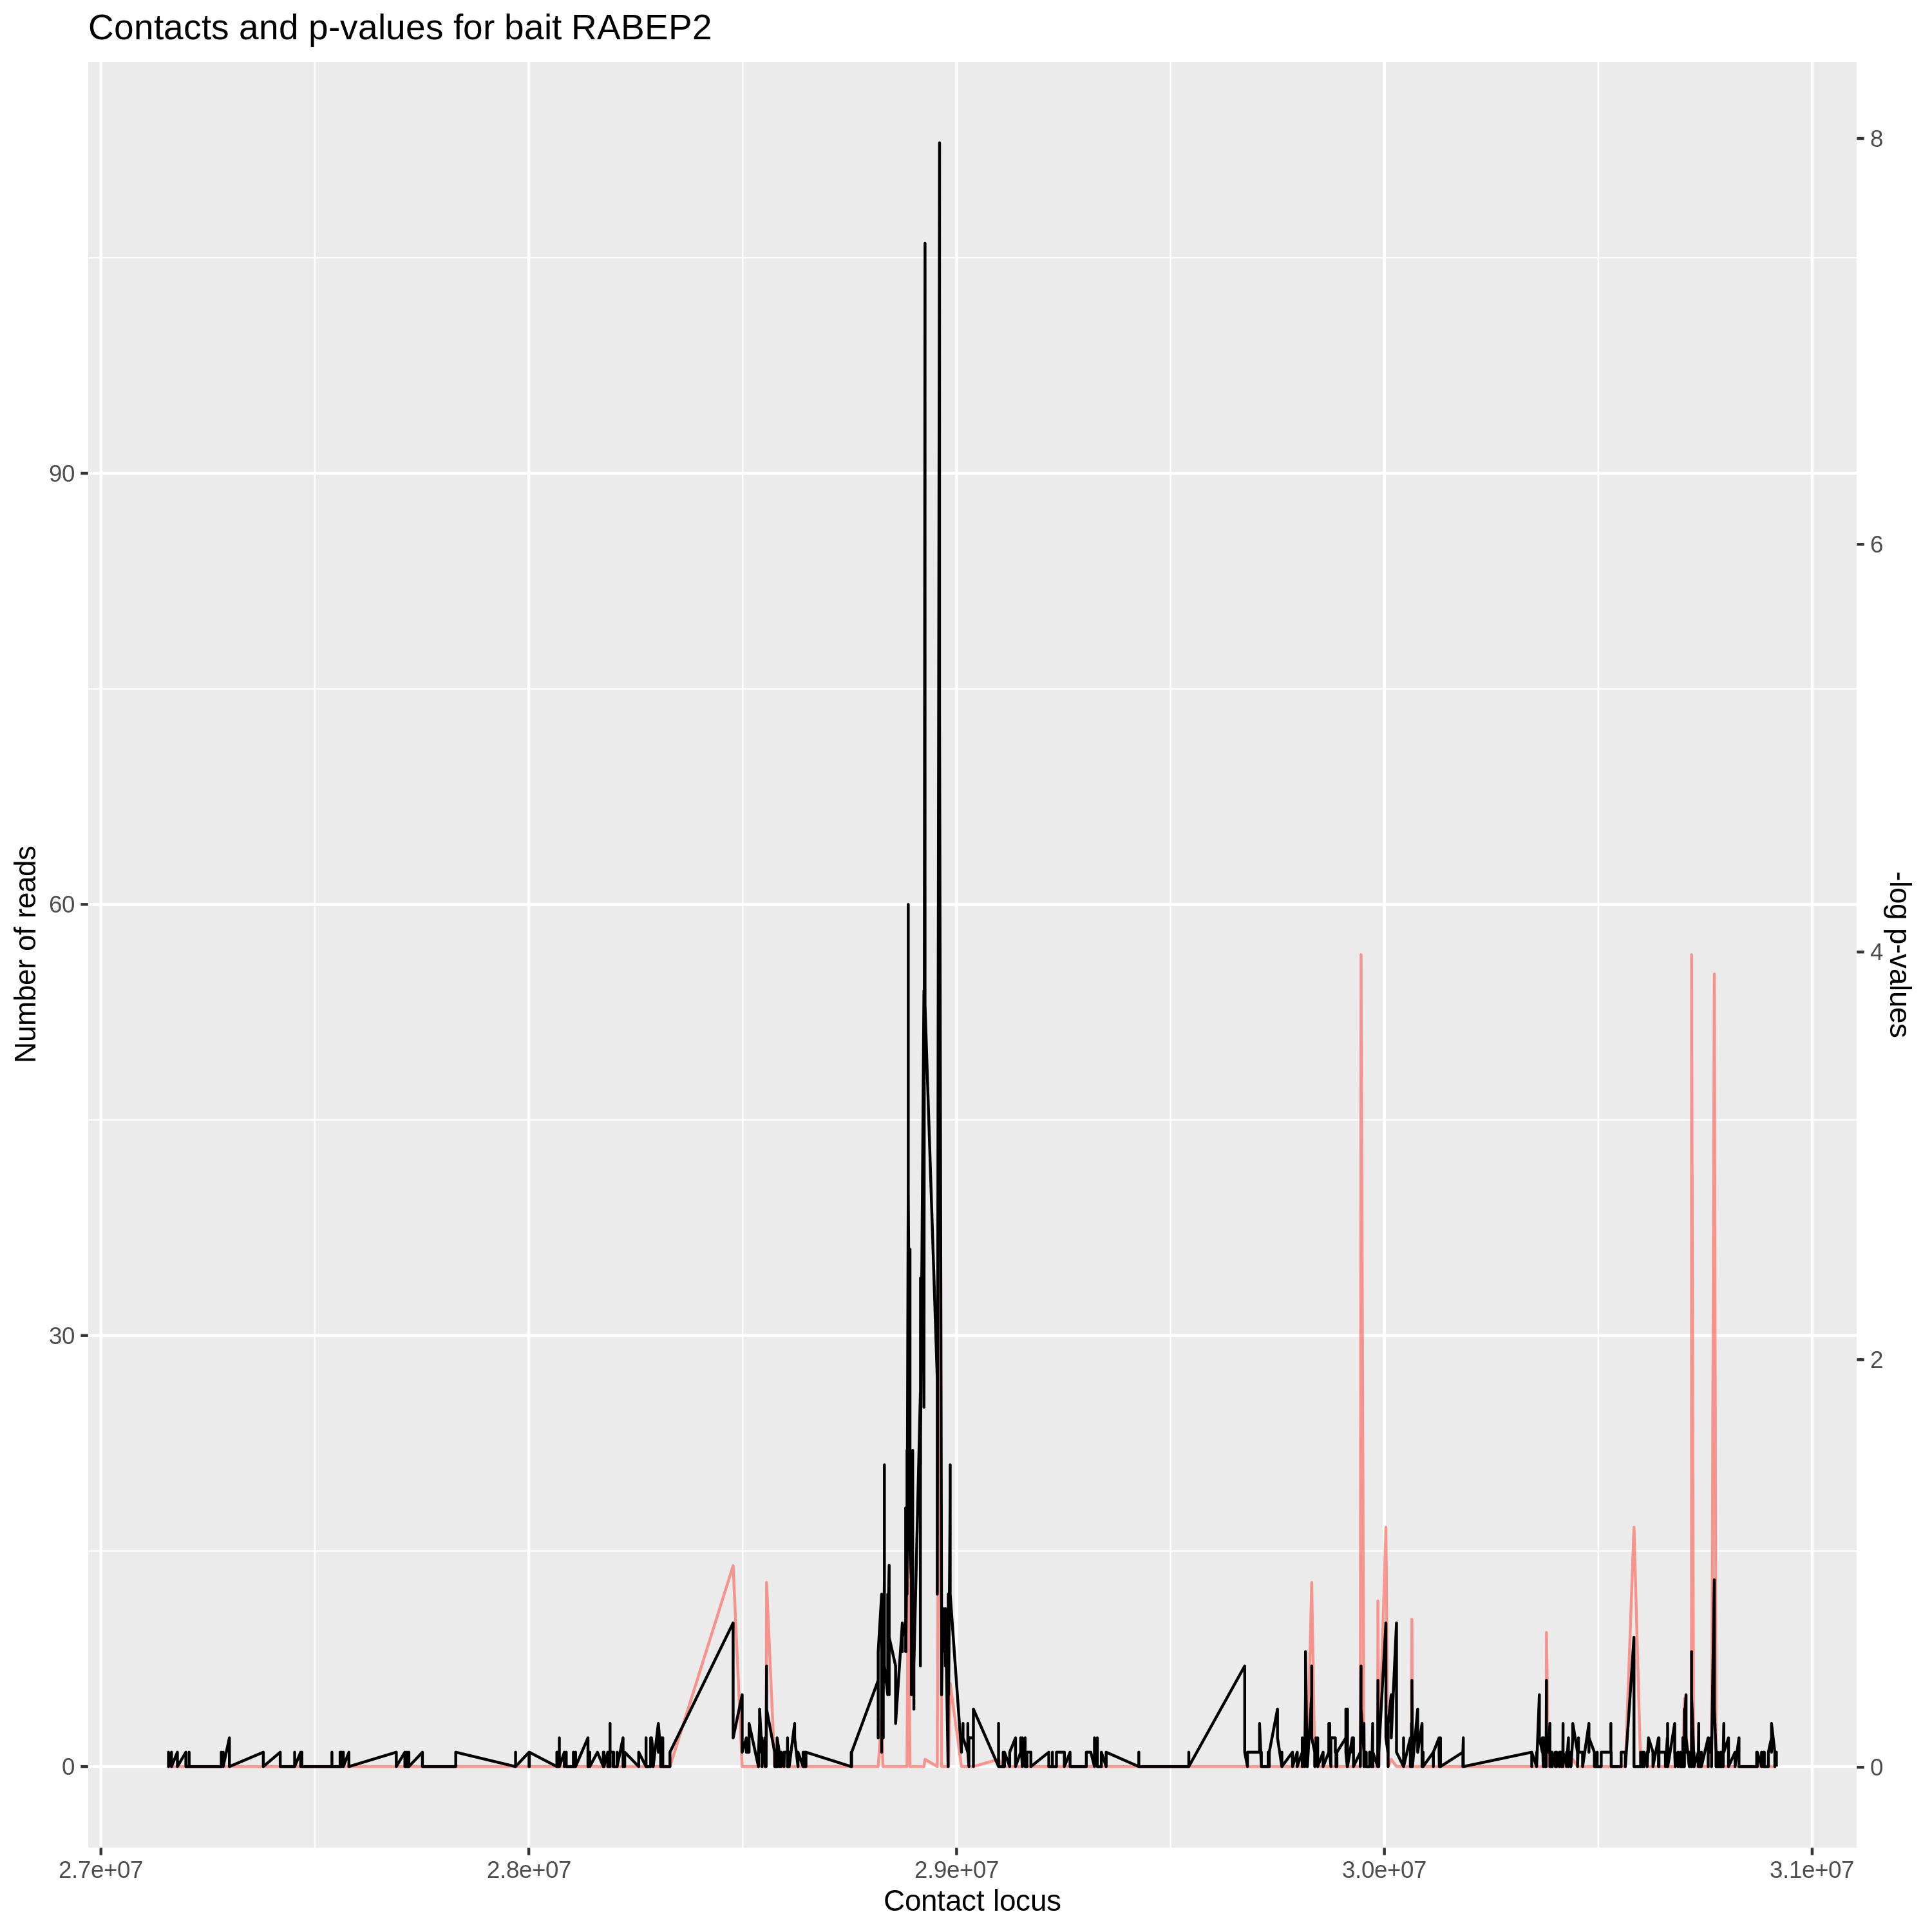 Contacts and p-values for bait RABEP2
Number of reads
90
60
30
0
8
6
4
2
0
-log p-values
2.7e+07
2.8e+07
2.9e+07
3.0e+07
3.1e+07
Contact locus